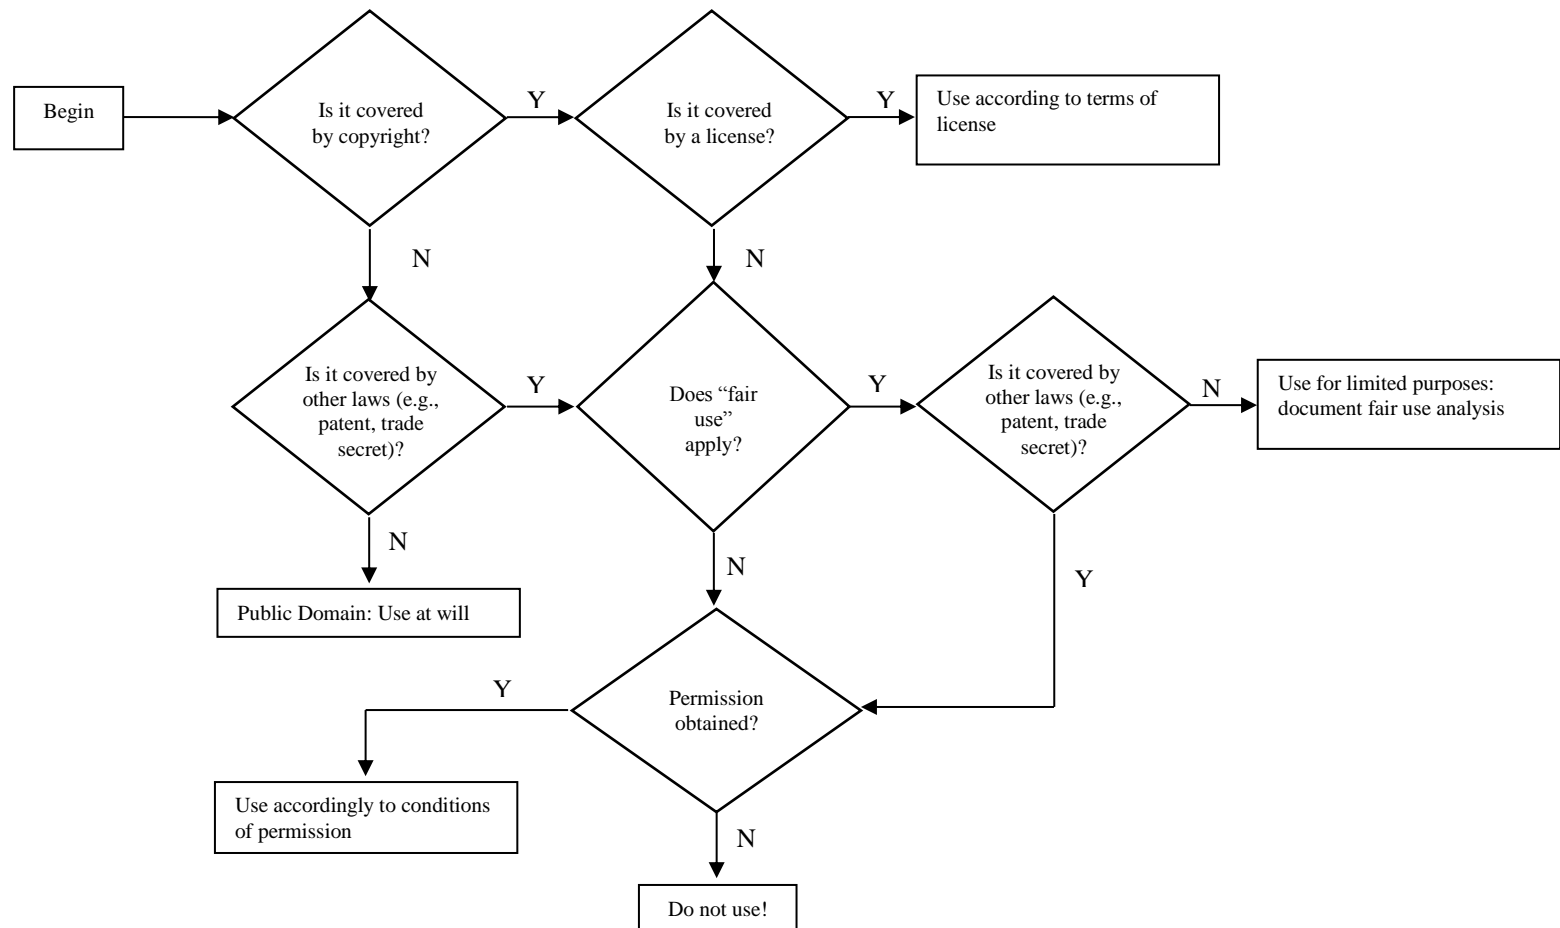 Begin
Is it covered
by copyright?
Y
Is it covered
by a license?
Y
Use according to terms of
license
N
N
Is it covered by
other laws (e.g.,
patent, trade
secret)?
Y
Does “fair
use”
apply?
Y
Is it covered by
other laws (e.g.,
patent, trade
secret)?
N
Use for limited purposes:
document fair use analysis
N
Public Domain: Use at will
N
Y
Permission
obtained?
Y
Use accordingly to conditions
of permission
N
Do not use!